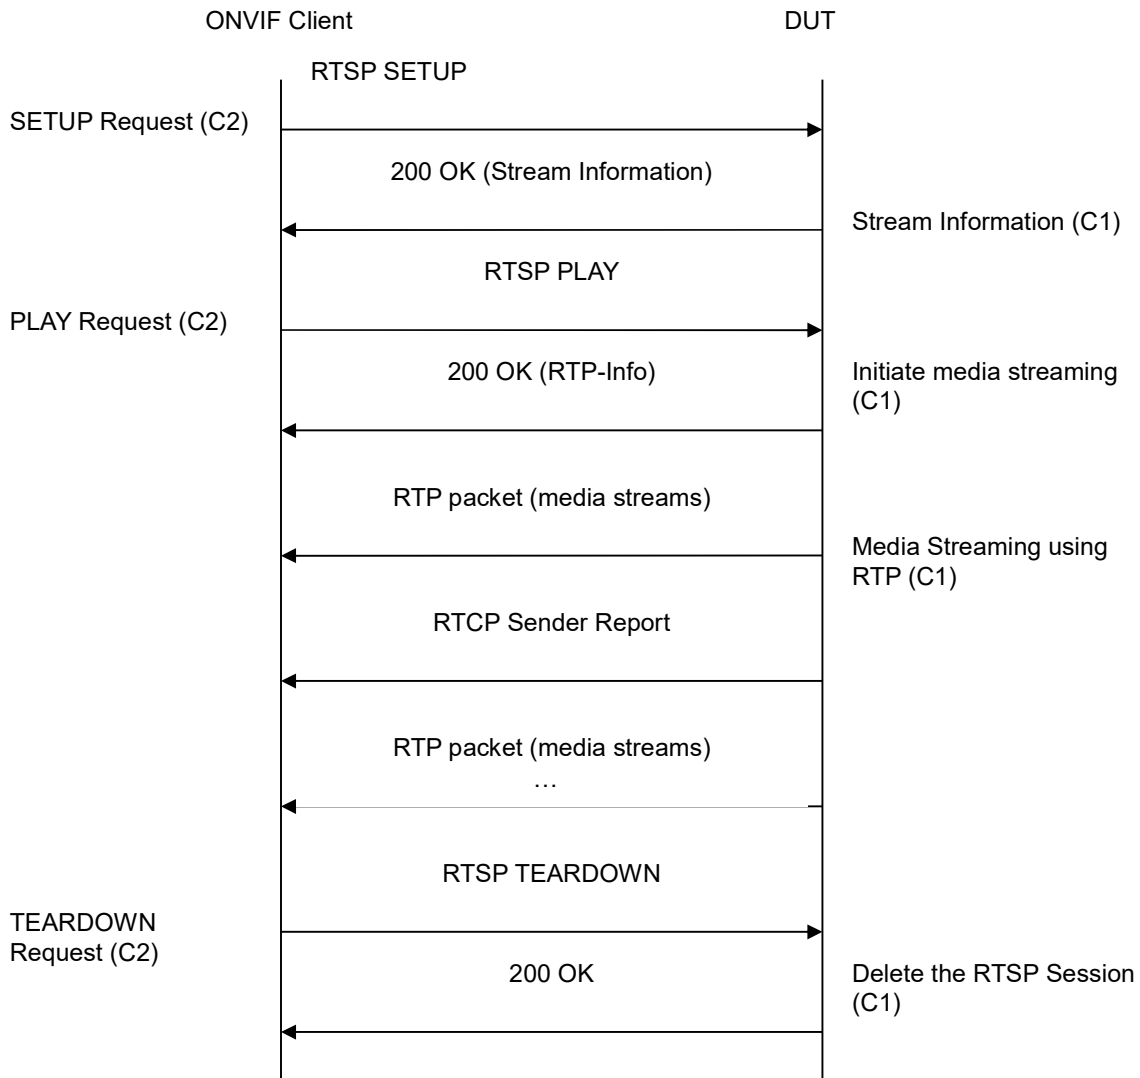 ONVIF Client
DUT
RTSP SETUP
SETUP Request (C2)
200 OK (Stream Information)
Stream Information (C1)
RTSP PLAY
PLAY Request (C2)
200 OK (RTP-Info)
Initiate media streaming
(C1)
RTP packet (media streams)
Media Streaming using
RTP (C1)
RTCP Sender Report
RTP packet (media streams)
…
RTSP TEARDOWN
TEARDOWN
Request (C2)
200 OK
Delete the RTSP Session
(C1)